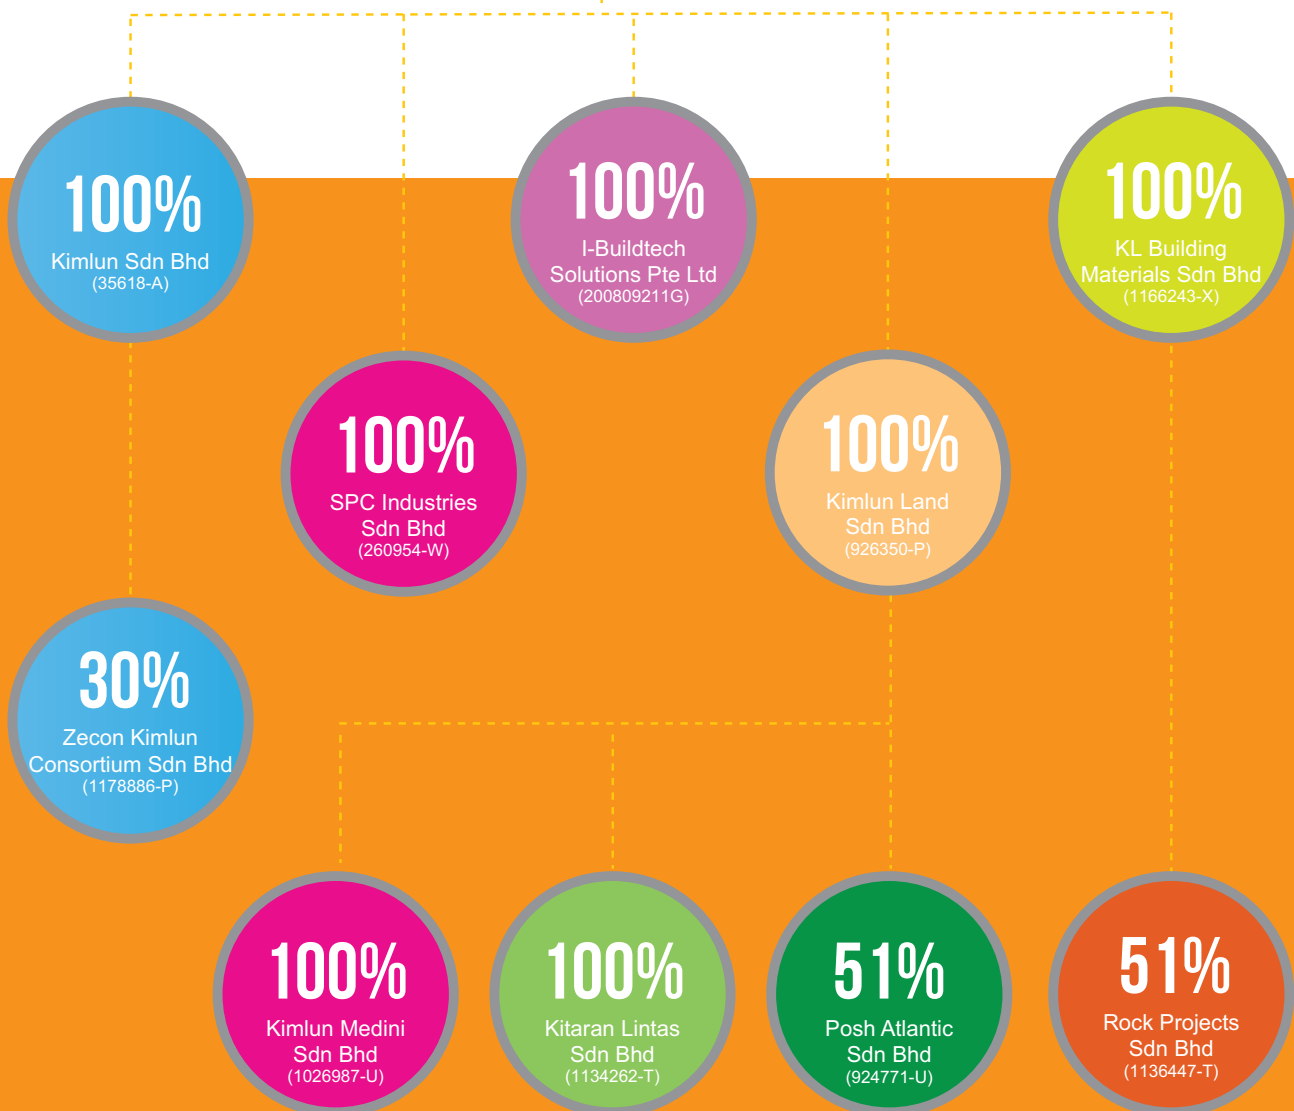 100%
Kimlun Sdn Bhd
(35618-A)
100%
I-Buildtech
Solutions Pte Ltd
(200809211G)
100%
KL Building
Materials Sdn Bhd
(1166243-X)
100%
SPC Industries
Sdn Bhd
(260954-W)
100%
Kimlun Land
Sdn Bhd
(926350-P)
30%
Zecon Kimlun
Consortium Sdn Bhd
(1178886-P)
100%
Kimlun Medini
Sdn Bhd
(1026987-U)
100%
Kitaran Lintas
Sdn Bhd
(1134262-T)
51%
Posh Atlantic
Sdn Bhd
(924771-U)
51%
Rock Projects
Sdn Bhd
(1136447-T)